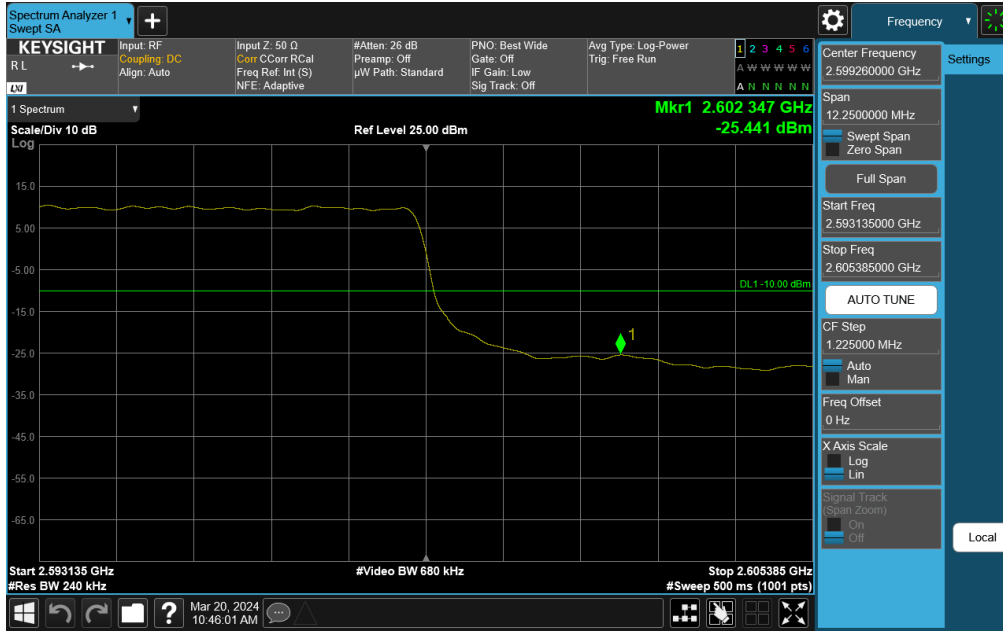 Spectrum Analyzer 1
Swept SA
+
Frequency
KEYSIGHT
R L
LXI
Input: RF
Coupling: DC
Align: Auto
Input Z: 50 Ω
Corr CCorr RCal
Freq Ref: Int (S)
NFE: Adaptive
#Atten: 26 dB
Preamp: Off
µW Path: Standard
PNO: Best Wide
Gate: Off
IF Gain: Low
Sig Track: Off
Avg Type: Log-Power
Trig: Free Run
1 2 3 4 5 6
A W W W W W
A N N N N N
1 Spectrum
Scale/Div 10 dB
Log
Ref Level 25.00 dBm
Mkr1 2.602 347 GHz
-25.441 dBm
15.0
5.00
-5.00
-15.0
-25.0
-35.0
-45.0
-55.0
-65.0
DL1 -10.00 dBm
1
Start 2.593135 GHz
#Res BW 240 kHz
#Video BW 680 kHz
Stop 2.605385 GHz
#Sweep 500 ms (1001 pts)
Mar 20, 2024
10:46:01 AM
?
Center Frequency
2.599260000 GHz
Span
12.2500000 MHz
Swept Span
Zero Span
Full Span
Start Freq
2.593135000 GHz
Stop Freq
2.605385000 GHz
AUTO TUNE
CF Step
1.225000 MHz
Auto
Man
Freq Offset
0 Hz
X Axis Scale
Log
Lin
Signal Track
(Span Zoom)
On
Off
Settings
Local